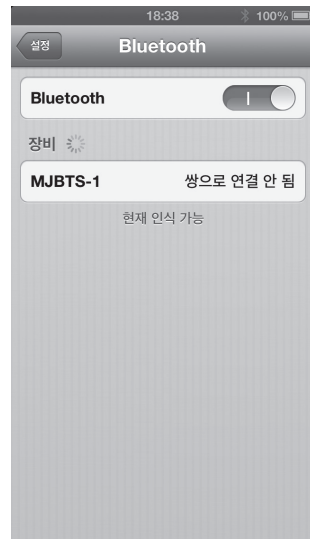 18:38 100%
설정 Bluetooth
Bluetooth
장비
MJBTS-1 쌍으로 연결 안 됨
현재 인식 가능